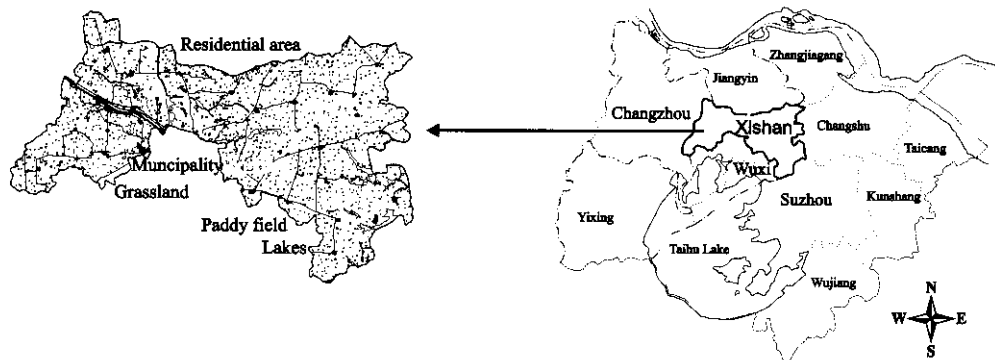 Residential area
Muncipality
Grassland
Paddy field
Lakes
Zhangjiagang
Jiangyin
Changzhou
Xishan
Changshu
Taicang
Wuxi
Kunshang
Suzhou
Yixing
Taihu Lake
Wujiang
N
W E
S